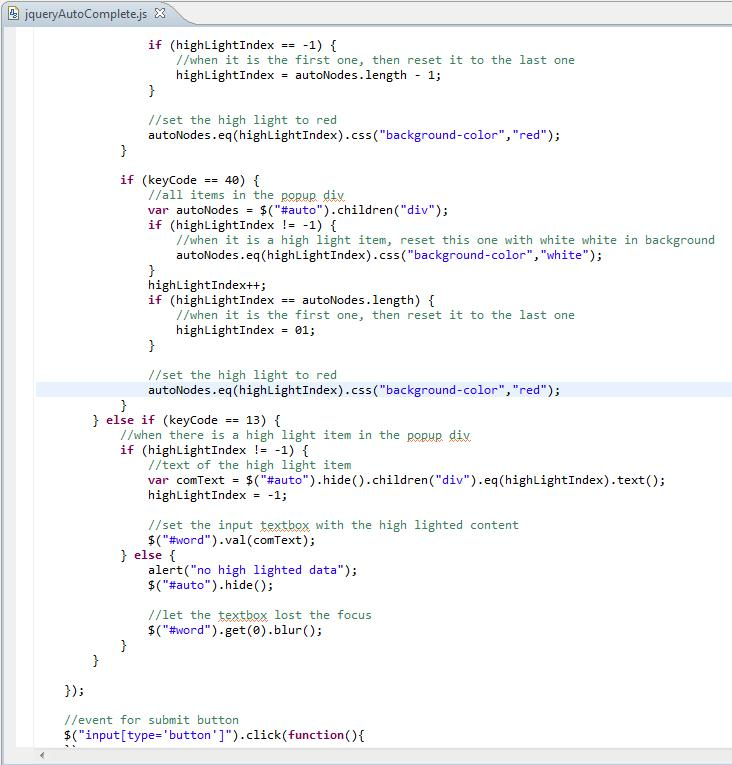 jqueryAutoComplete.js
if (highLightIndex == -1) {
//when it is the first one, then reset it to the last one
highLightIndex = autoNodes.length - 1;
}
//set the high light to red
autoNodes.eq(highLightIndex).css("background-color","red");
}
if (keyCode == 40) {
//all items in the popup div
var autoNodes = $("#auto").children("div");
if (highLightIndex != -1) {
//when it is a high light item, reset this one with white white in background
autoNodes.eq(highLightIndex).css("background-color","white");
}
highLightIndex++;
if (highLightIndex == autoNodes.length) {
//when it is the first one, then reset it to the last one
highLightIndex = 01;
}
//set the high light to red
autoNodes.eq(highLightIndex).css("background-color","red");
}
} else if (keyCode == 13) {
//when there is a high light item in the popup div
if (highLightIndex != -1) {
//text of the high light item
var comText = $("#auto").hide().children("div").eq(highLightIndex).text();
highLightIndex = -1;
//set the input textbox with the high lighted content
$("#word").val(comText);
} else {
alert("no high lighted data");
$("#auto").hide();
//let the textbox lost the focus
$("#word").get(0).blur();
}
}
});
//event for submit button
$("input[type='button']").click(function(){